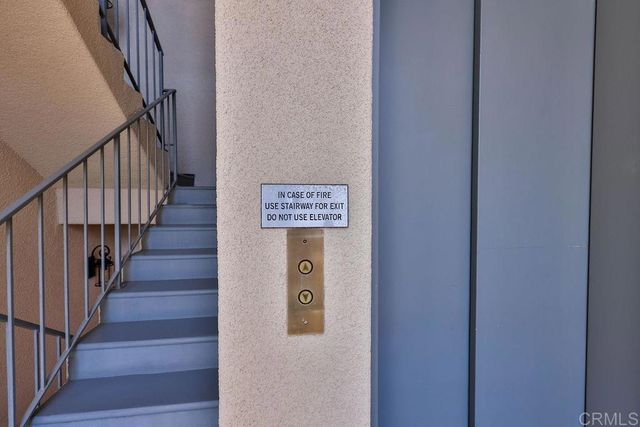 IN CASE OF FIRE
USE STAIRWAY FOR EXIT
DO NOT USE ELEVATOR
CRMLS